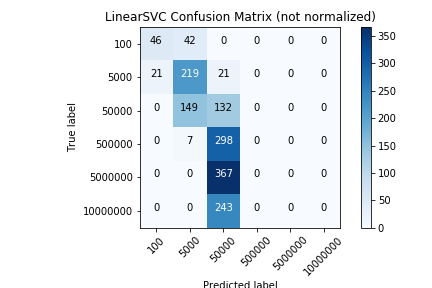 LinearSVC Confusion Matrix (not normalized)
100 46 42 0 0 0 0
5000 21 219 21 0 0 0
50000 0 149 132 0 0 0
500000 0 7 298 0 0 0
5000000 0 0 367 0 0 0
10000000 0 0 243 0 0 0
True label
100 5000 50000 500000 5000000 10000000
Predicted label
350
300
250
200
150
100
50
0